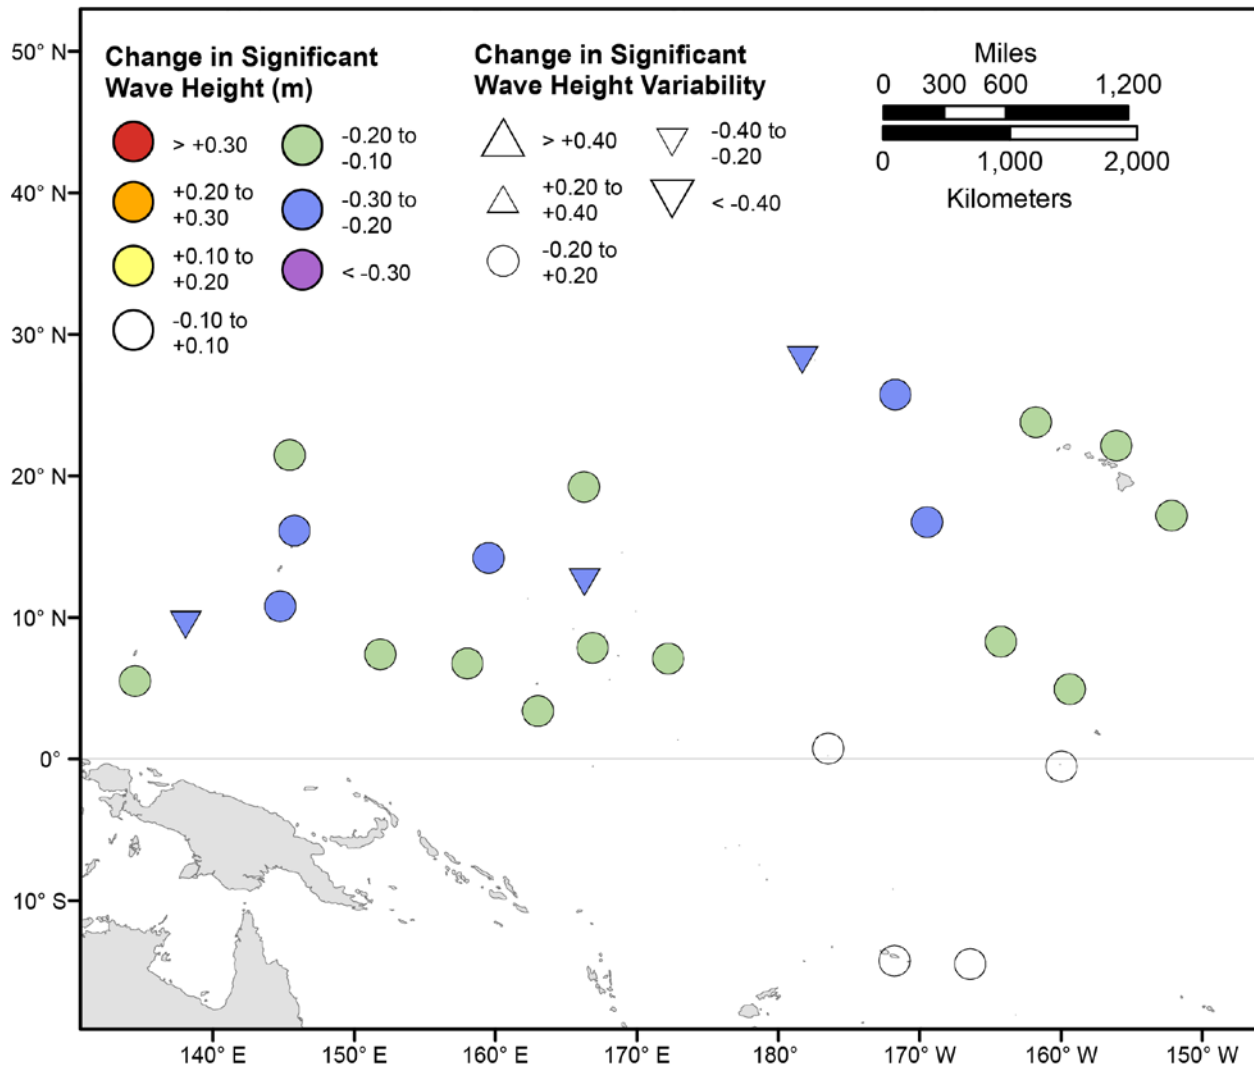 Change in Significant
Wave Height (m)
> +0.30
+0.20 to
+0.30
+0.10 to
+0.20
-0.10 to
+0.10
-0.20 to
-0.10
-0.30 to
-0.20
< -0.30
Change in Significant
Wave Height Variability
> +0.40
+0.20 to
+0.40
-0.20 to
+0.20
-0.40 to
-0.20
< -0.40
Miles
0 300 600 1,200
0 1,000 2,000
Kilometers
50° N
40° N
30° N
20° N
10° N
0°
10° S
140° E 150° E 160° E 170° E 180° 170° W 160° W 150° W